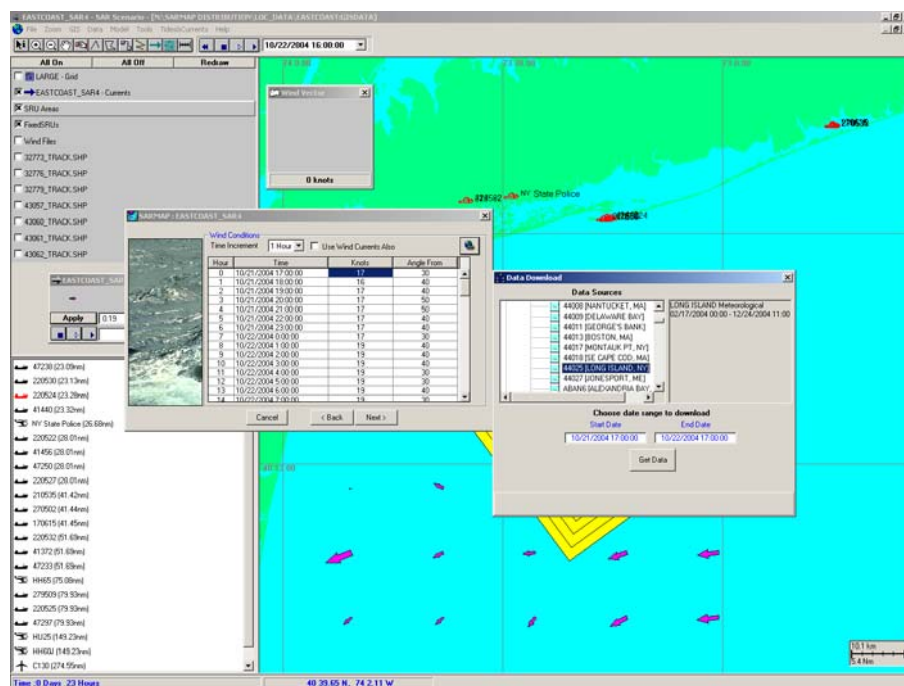 EASTCOAST_SAR4 - SAR Scenario - [N:\SARMAP DISTRIBUTION\LOC_DATA\EASTCOAST4\29DATA]
File Zoom GIS Data Model Tools Tides/Currents Help
10/22/2004 16:00:00
All On All Off Redraw
LARGE - Grid
EASTCOAST_SAR4 - Currents
SRU Areas
FixedSRUs
Wind Files
32773_TRACK.SHP
32776_TRACK.SHP
32779_TRACK.SHP
43057_TRACK.SHP
43060_TRACK.SHP
43061_TRACK.SHP
43062_TRACK.SHP
Wind Vector
0 knots
NY State Police
EASTCOAST_SAR
Apply 0.19
SARMAP : EASTCOAST_SAR4
Wind Conditions
Time Increment 1 Hour Use Wind Currents Also
Hour Time Knots Angle From
0 10/21/2004 17:00:00 17 30
1 10/21/2004 18:00:00 16 40
2 10/21/2004 19:00:00 17 40
3 10/21/2004 20:00:00 17 50
4 10/21/2004 21:00:00 17 50
5 10/21/2004 22:00:00 17 40
6 10/21/2004 23:00:00 17 40
7 10/22/2004 0:00:00 17 30
8 10/22/2004 1:00:00 19 40
9 10/22/2004 2:00:00 19 40
10 10/22/2004 3:00:00 19 30
11 10/22/2004 4:00:00 19 30
12 10/22/2004 5:00:00 19 30
13 10/22/2004 6:00:00 19 40
14 10/22/2004 7:00:00 19 30
Cancel < Back Next >
Data Download
Data Sources
44008 [NANTUCKET, MA]
44009 [DELAWARE BAY]
44011 [GEORGE'S BANK]
44013 [BOSTON, MA]
44017 [MONTAUK PT, NY]
44018 [SE CAPE COD, MA]
44025 [LONG ISLAND, NY]
44027 [JONESPORT, ME]
ABAN6 [ALEXANDRIA BAY,
LONG ISLAND Meteorological
02/17/2004 00:00 - 12/24/2004 11:00
Choose date range to download
Start Date End Date
10/21/2004 17:00:00 10/22/2004 17:00:00
Get Data
47238 (23.09nm)
220530 (23.13nm)
220524 (23.28nm)
41440 (23.32nm)
NY State Police (26.68nm)
220522 (28.01nm)
41456 (28.01nm)
47250 (28.01nm)
220527 (28.01nm)
210535 (41.42nm)
270502 (41.44nm)
170615 (41.45nm)
220532 (51.69nm)
41372 (51.69nm)
47233 (51.69nm)
HH65 (75.08nm)
279509 (79.93nm)
220525 (79.93nm)
47297 (79.93nm)
HU25 (149.23nm)
HH60J (149.23nm)
C130 (274.55nm)
10.1 km
5.4 Nm
Time :0 Days 23 Hours 40 39.65 N, 74 2.11 W